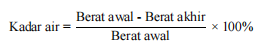 Kadar air = Berat awal - Berat akhir / Berat awal × 100%